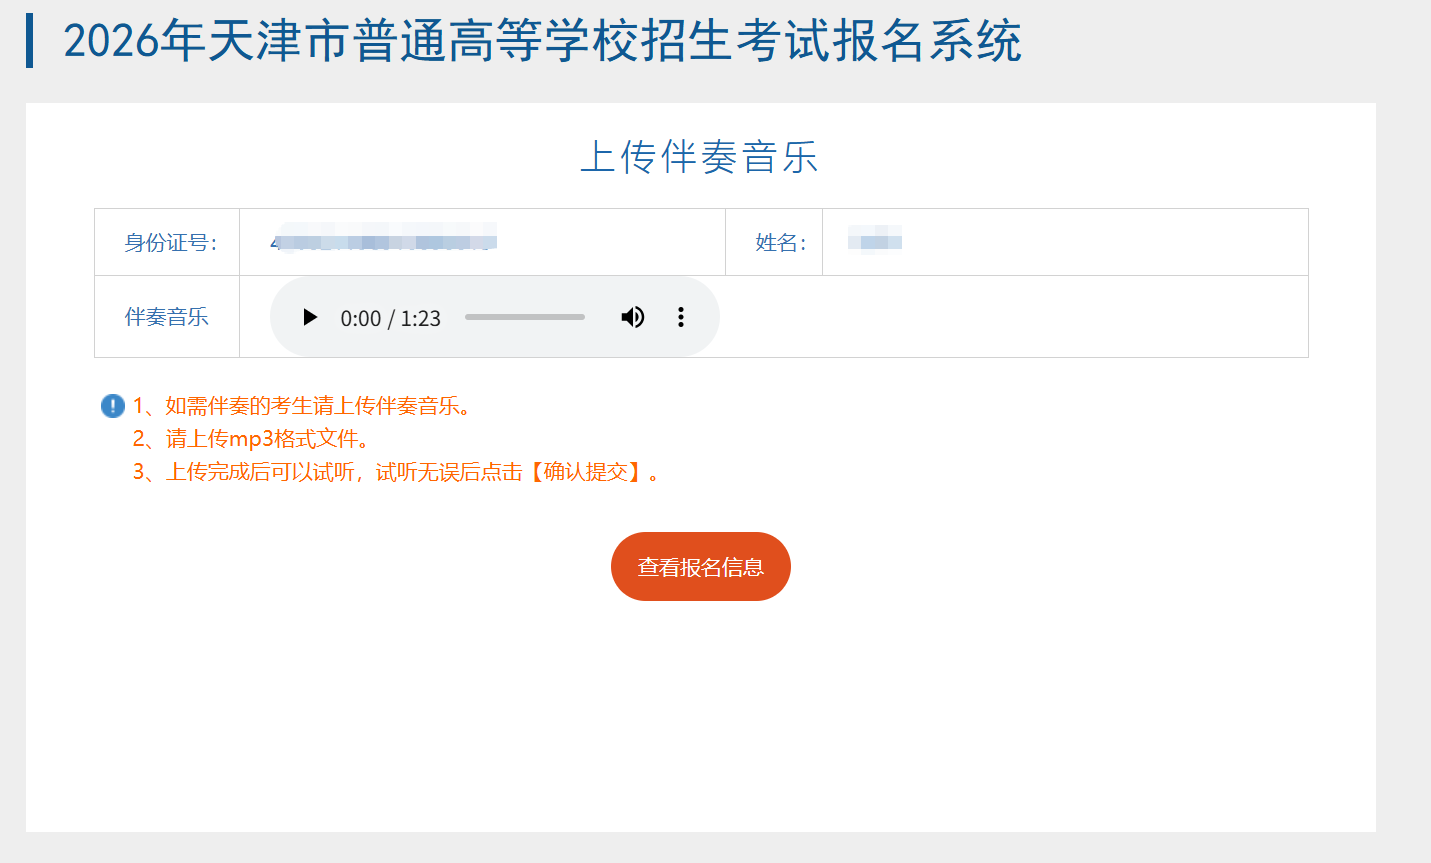 2026年天津市普通高等学校招生考试报名系统
上传伴奏音乐
身份证号： 姓名：
伴奏音乐 0:00 / 1:23
1、如需伴奏的考生请上传伴奏音乐。
2、请上传mp3格式文件。
3、上传完成后可以试听，试听无误后点击【确认提交】。
查看报名信息